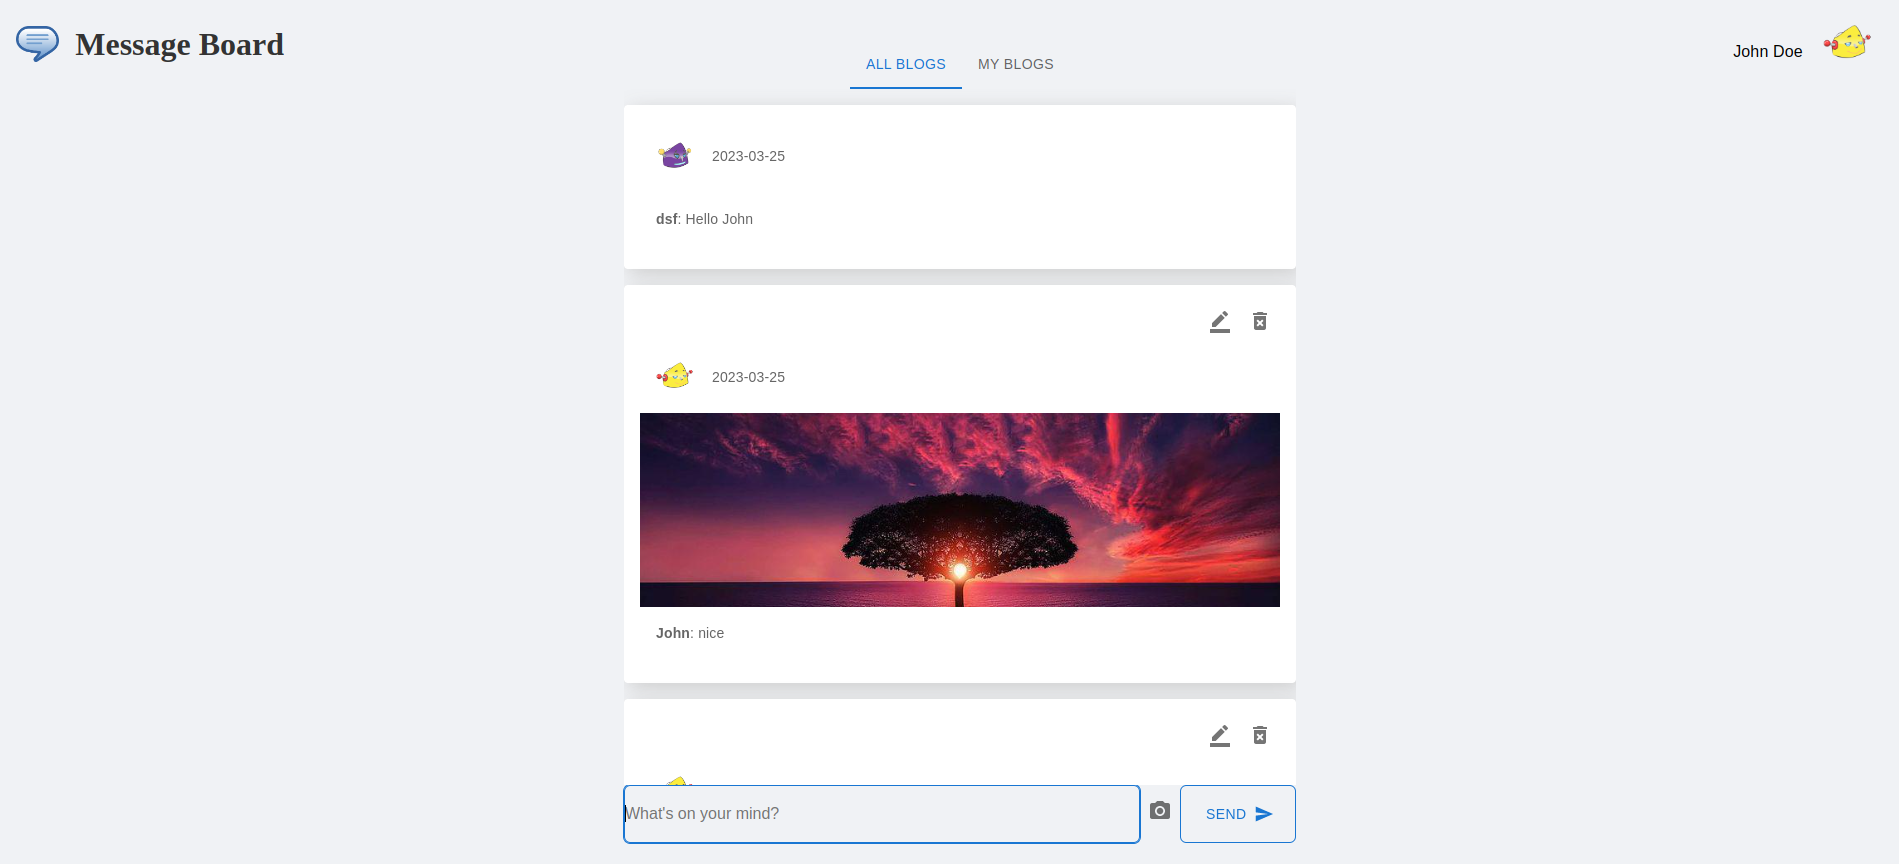 Message Board
John Doe
ALL BLOGS MY BLOGS
2023-03-25
dsf: Hello John
2023-03-25
John: nice
What's on your mind?
SEND